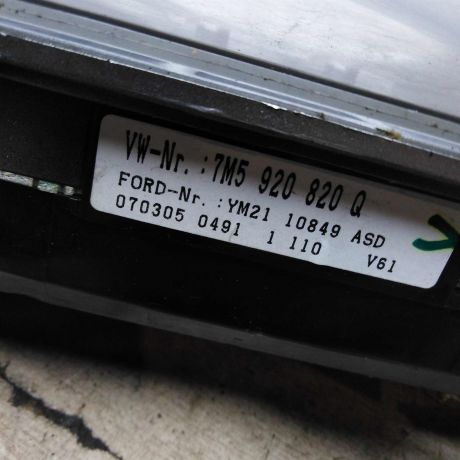 VW-Nr.:7M5 920 820 Q
FORD-Nr.:YM21 10849 ASD
070305 0491 1 110 V61